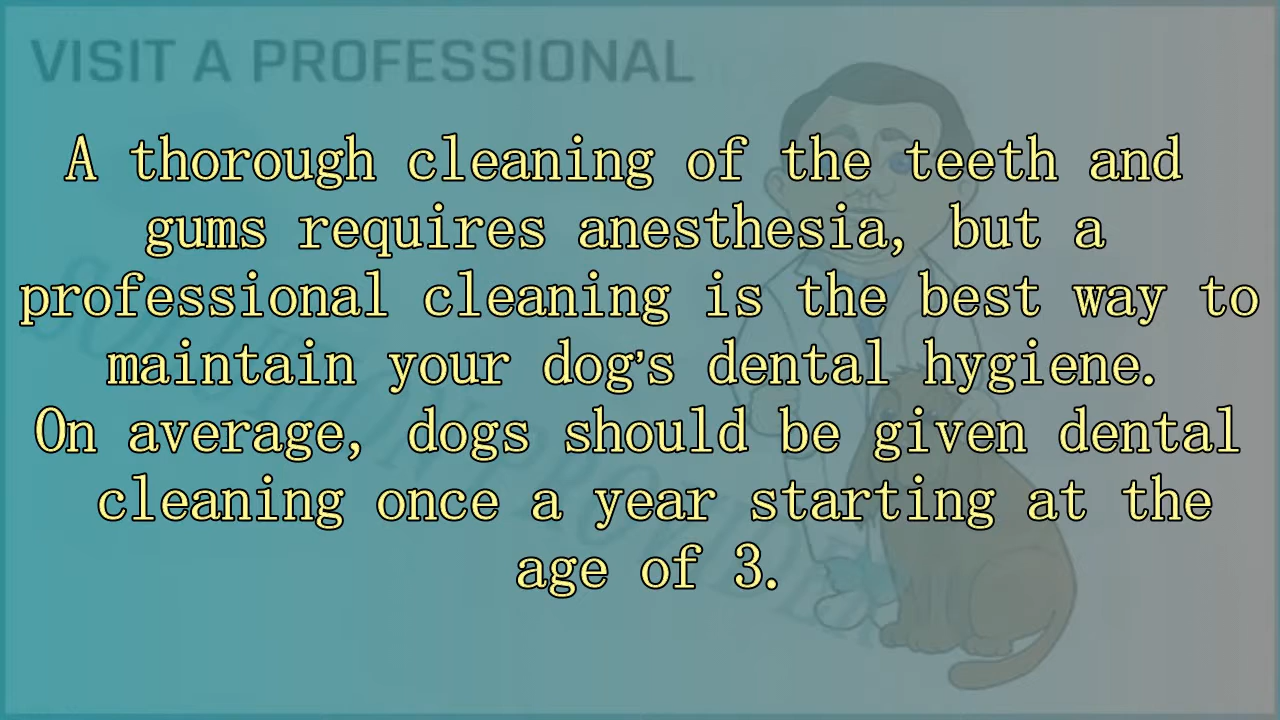 VISIT A PROFESSIONAL
A thorough cleaning of the teeth and
gums requires anesthesia, but a
professional cleaning is the best way to
maintain your dog's dental hygiene.
On average, dogs should be given dental
cleaning once a year starting at the
age of 3.
SOLUTION PROVIDER